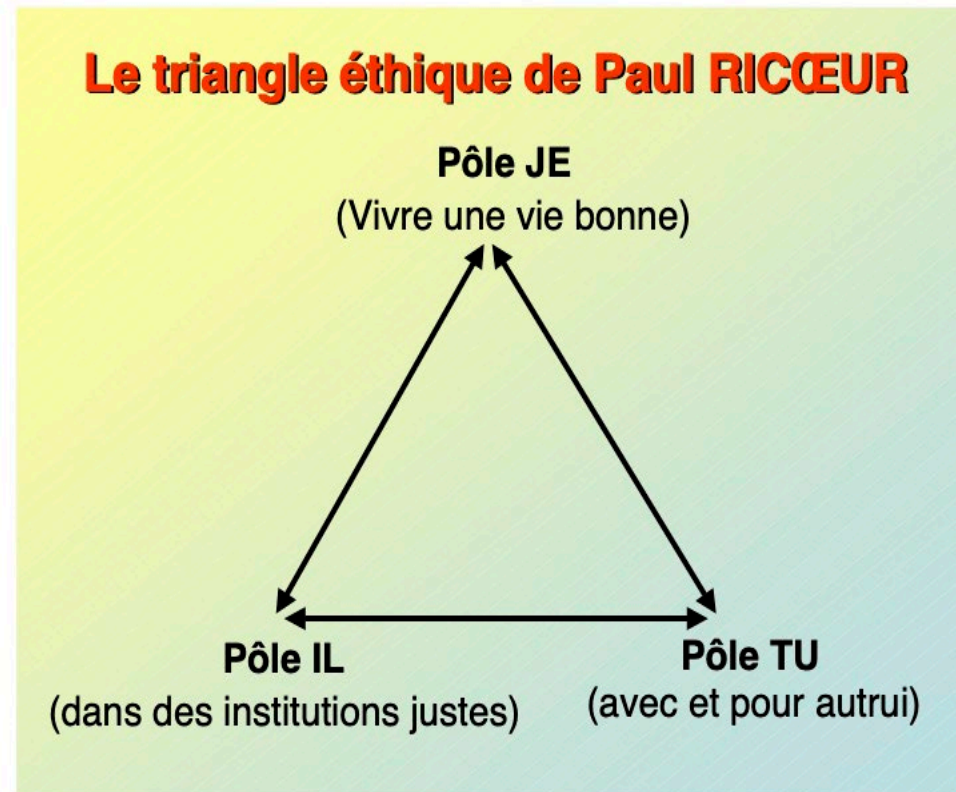 Le triangle éthique de Paul RICŒUR
Pôle JE
(Vivre une vie bonne)
Pôle IL
(dans des institutions justes)
Pôle TU
(avec et pour autrui)